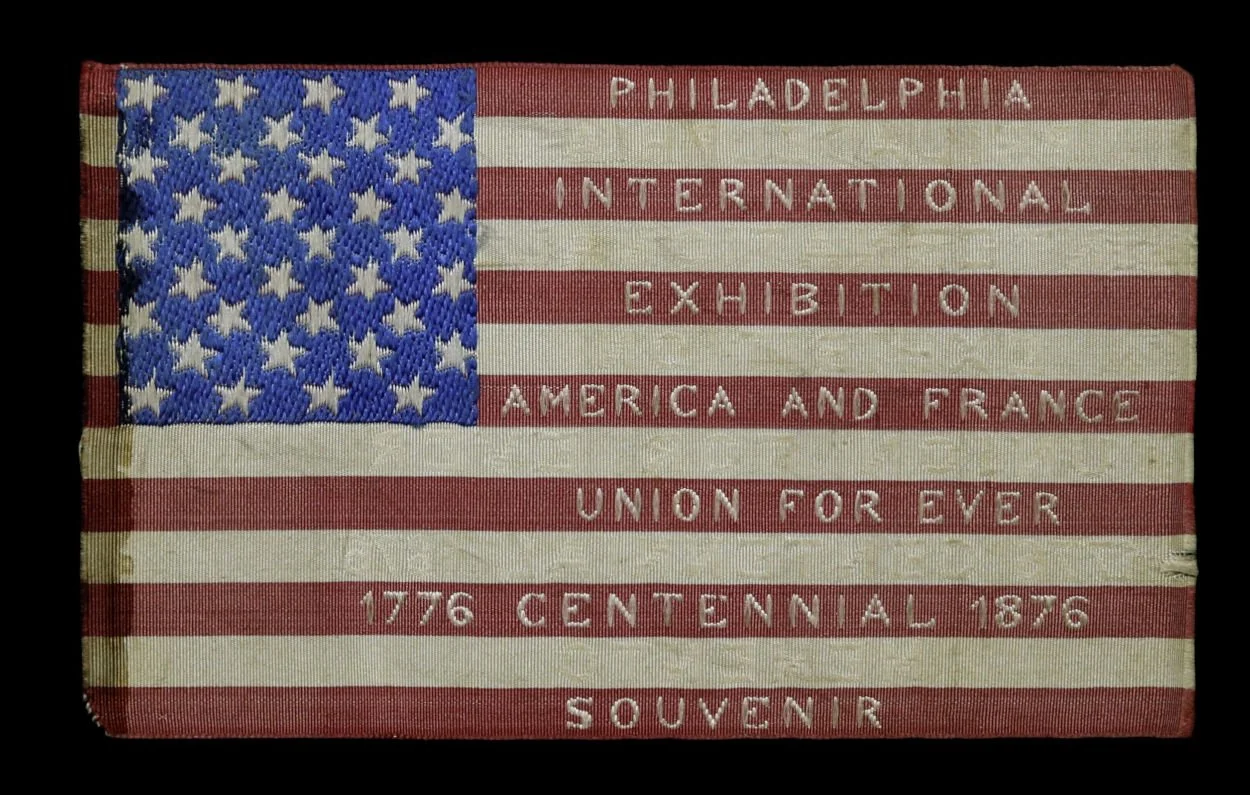 PHILADELPHIA
INTERNATIONAL
EXHIBITION
AMERICA AND FRANCE
UNION FOR EVER
1776 CENTENNIAL 1876
SOUVENIR